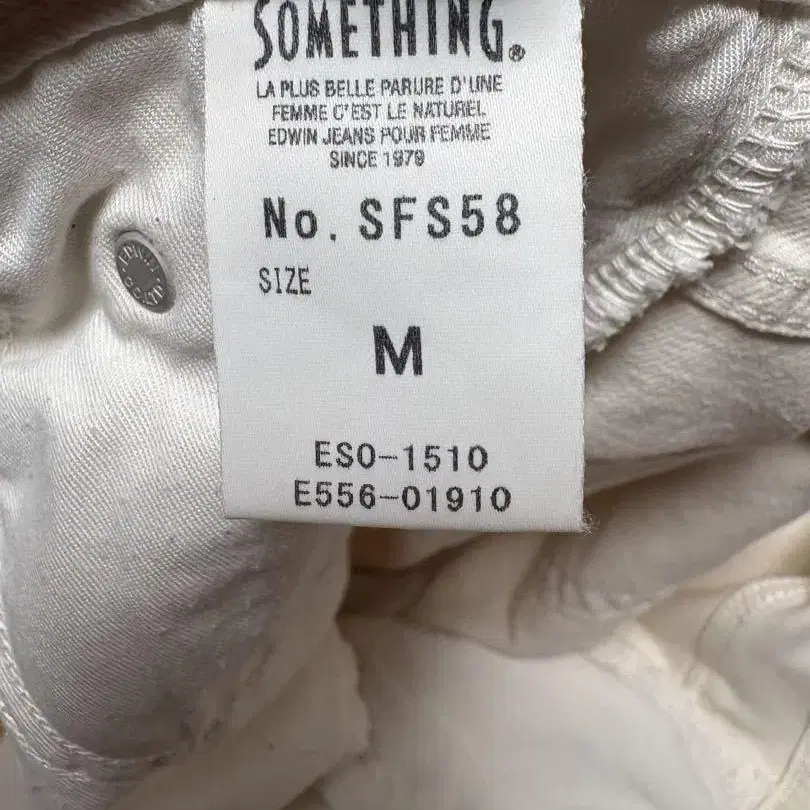 SOMETHING®
LA PLUS BELLE PARURE D'UNE
FEMME C'EST LE NATUREL
EDWIN JEANS POUR FEMME
SINCE 1979
No. SFS58
SIZE
M
ESO-1510
E556-01910